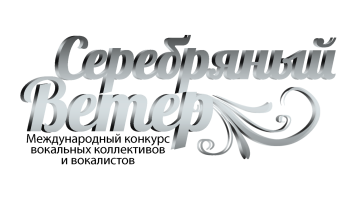 Серебряный
Ветер
Международный конкурс
вокальных коллективов
и вокалистов